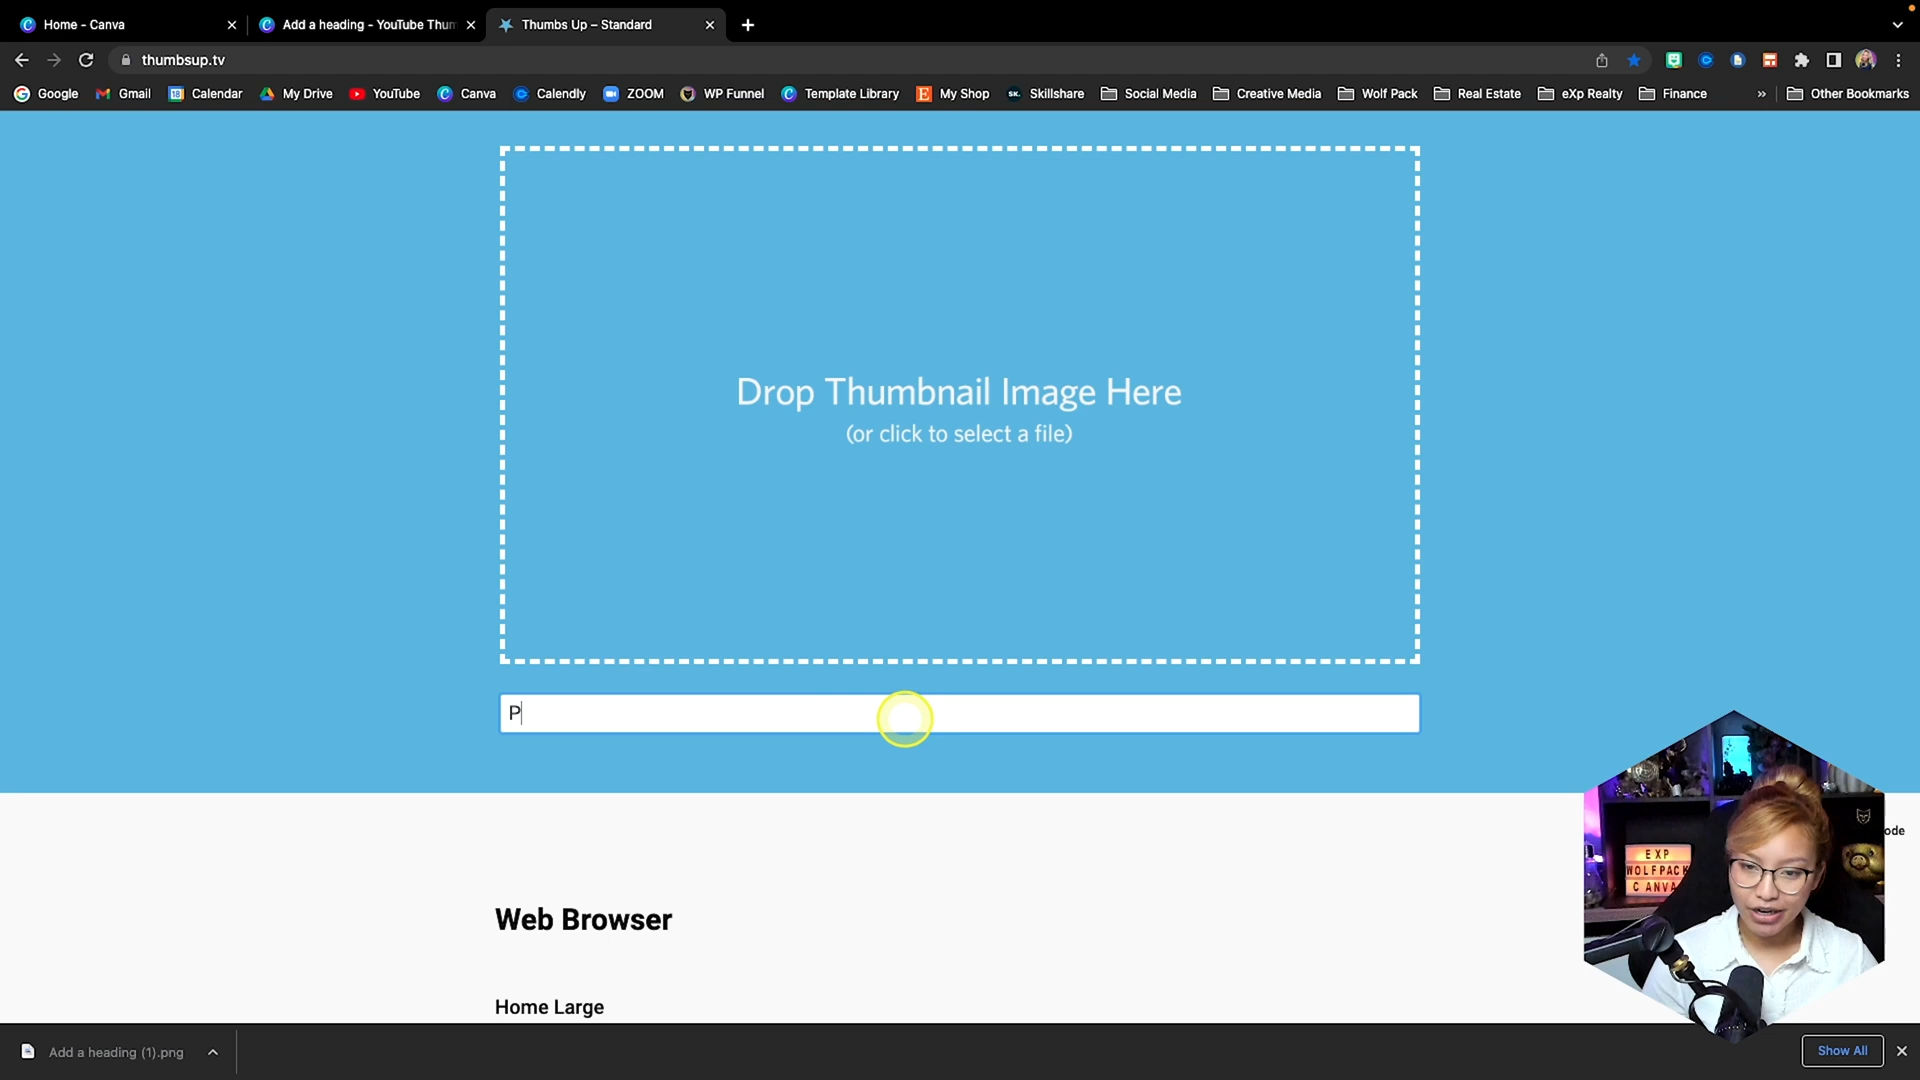 Home - Canva
Add a heading - YouTube Thum
Thumbs Up – Standard
thumbsup.tv
Google Gmail Calendar My Drive YouTube Canva Calendly ZOOM WP Funnel Template Library My Shop Skillshare Social Media Creative Media Wolf Pack Real Estate eXp Realty Finance » Other Bookmarks
Drop Thumbnail Image Here
(or click to select a file)
P
ode
EXP
WOLFPACK
CANVA
Web Browser
Home Large
Add a heading (1).png
Show All